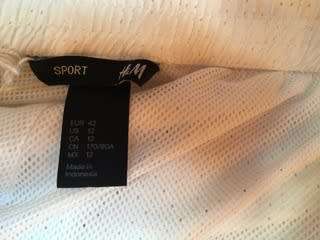 SPORT H&M
EUR 42
US 12
CA 12
CN 170/80A
MX 12
Made in
Indonesia